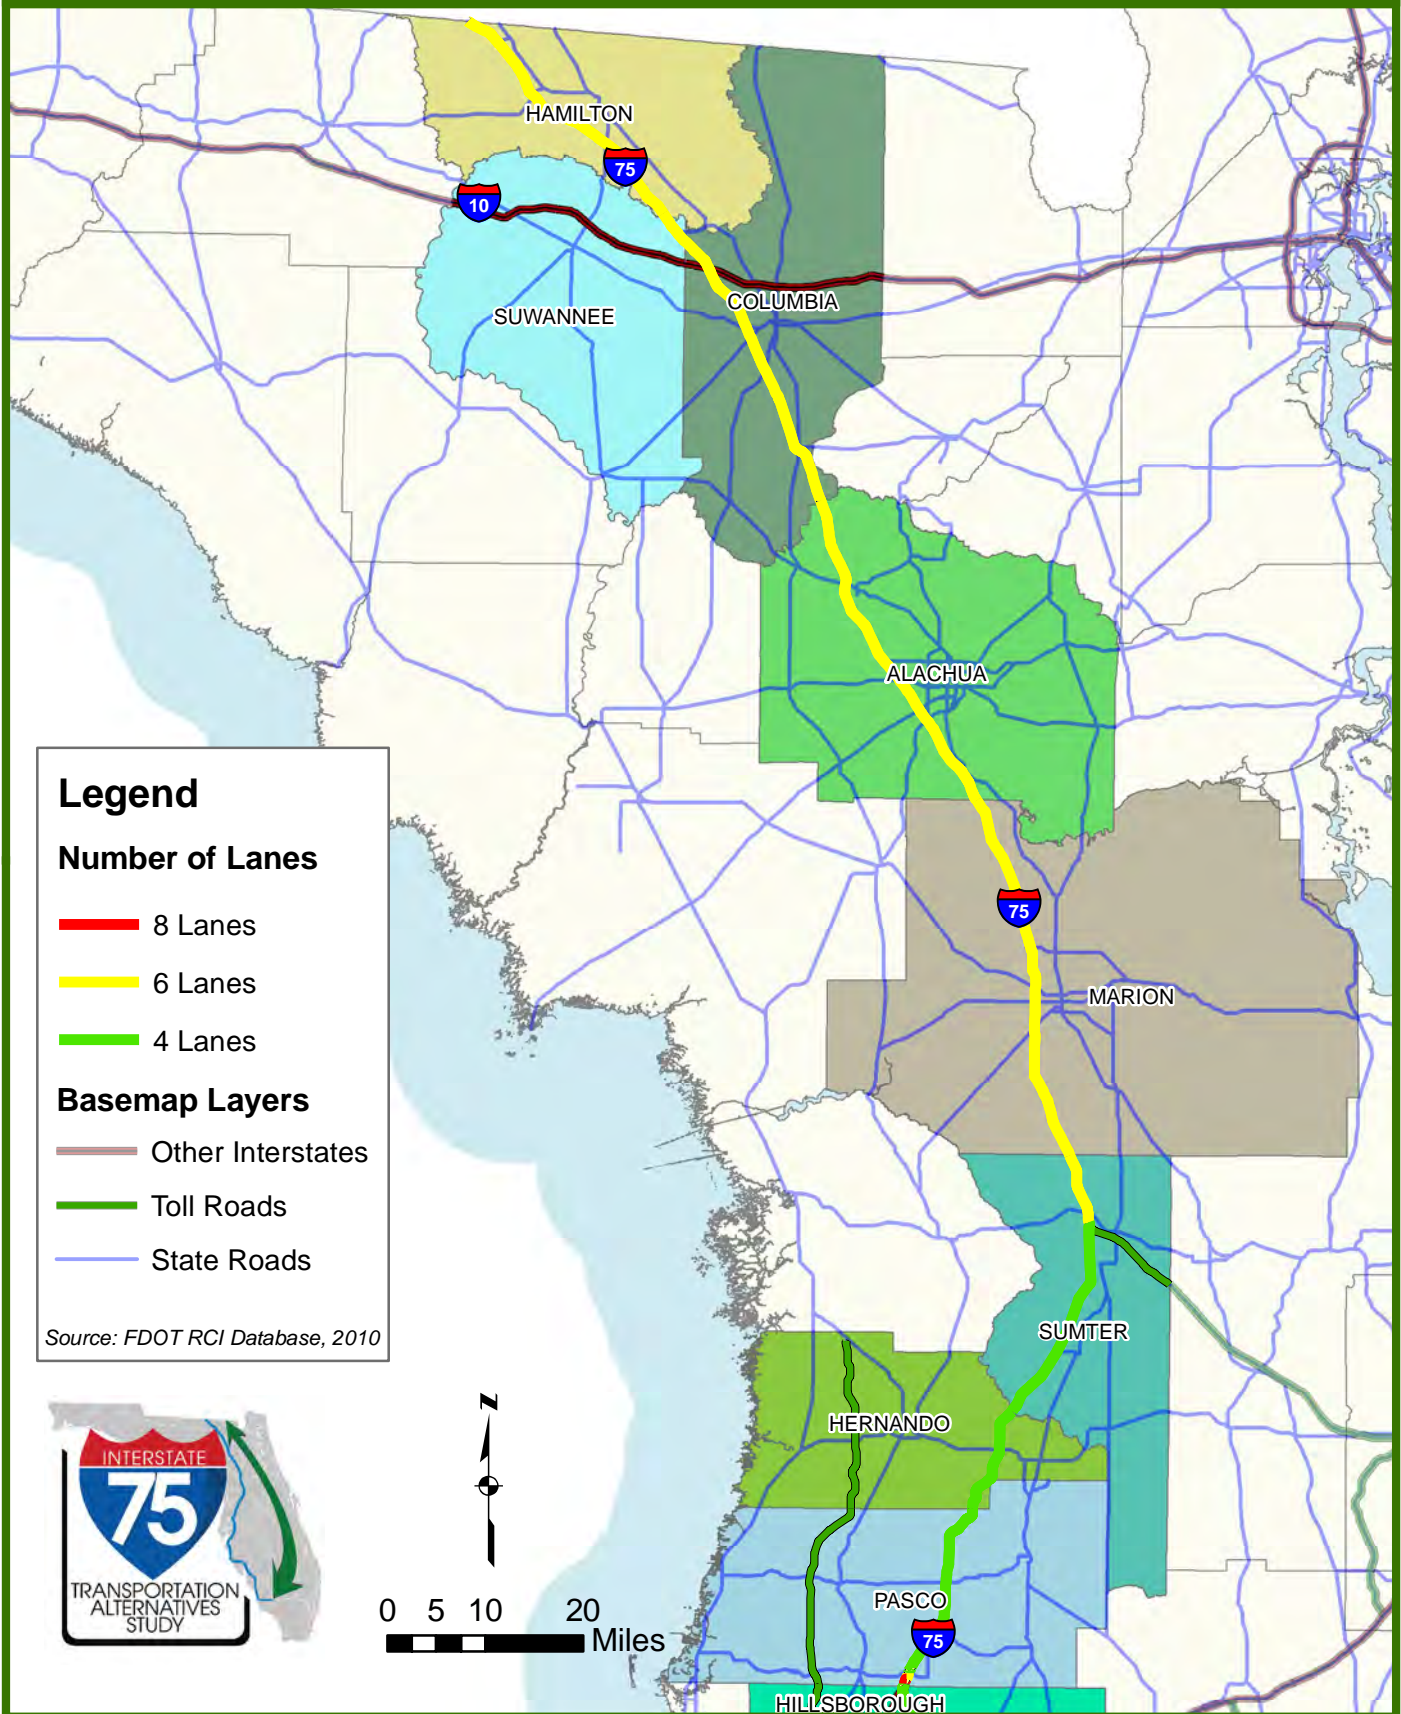 HAMILTON
75
10
COLUMBIA
SUWANNEE
ALACHUA
75
MARION
SUMTER
HERNANDO
PASCO
75
HILLSBOROUGH
Legend
Number of Lanes
8 Lanes
6 Lanes
4 Lanes
Basemap Layers
Other Interstates
Toll Roads
State Roads
Source: FDOT RCI Database, 2010
INTERSTATE
75
TRANSPORTATION
ALTERNATIVES
STUDY
N
0 5 10 20
Miles